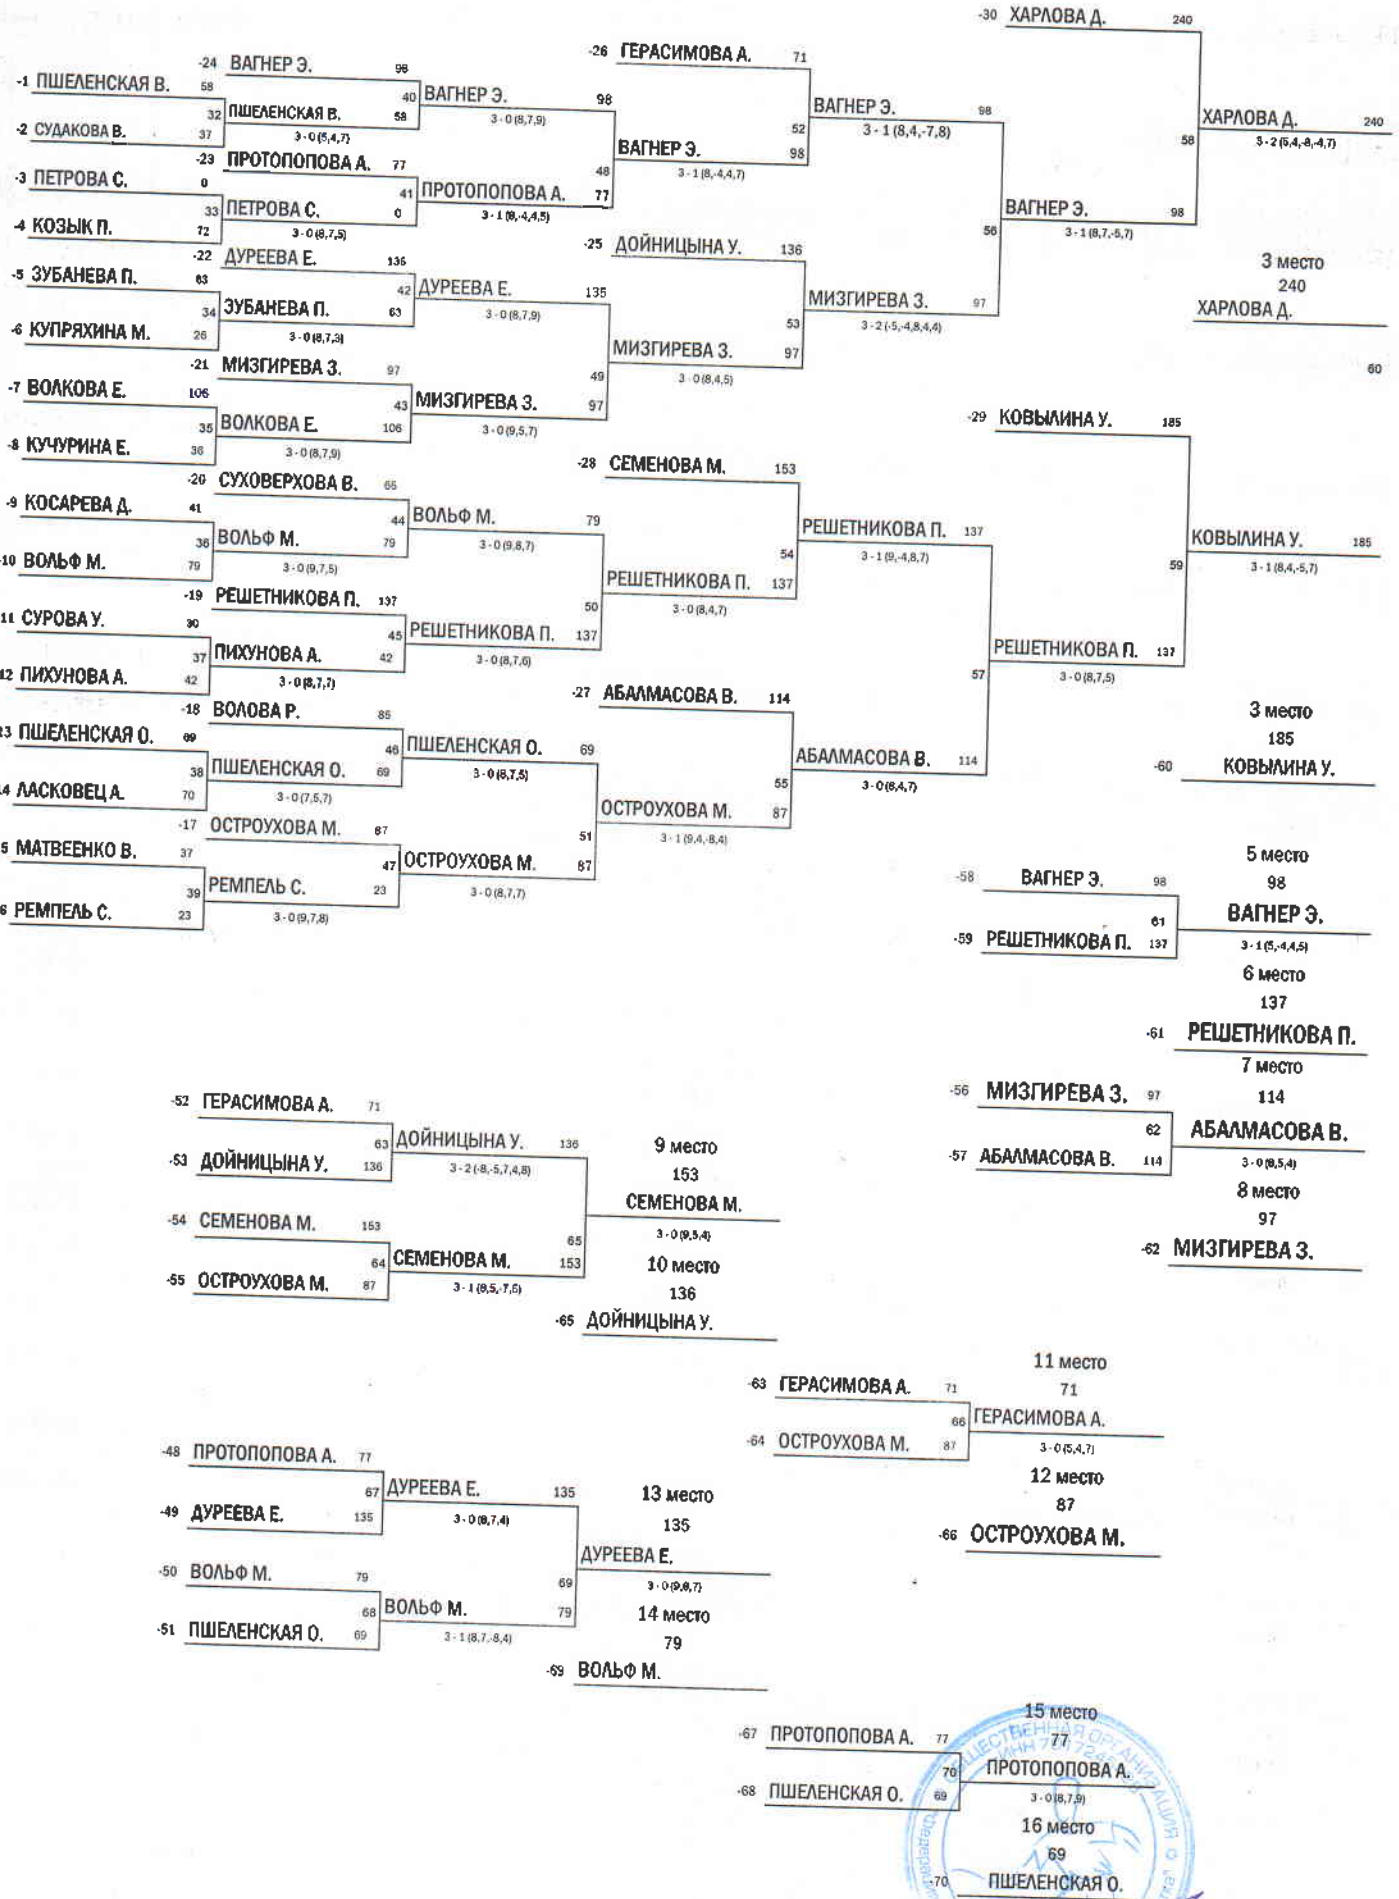 -30 ХАРЛОВА Д. 240
-26 ГЕРАСИМОВА А. 71
-24 ВАГНЕР Э. 98
-1 ПШЕЛЕНСКАЯ В. 58
40 ВАГНЕР Э. 98
3 - 0 (8,7,9)
52 ВАГНЕР Э. 98
3 - 1 (8,4,-7,8)
58 ХАРЛОВА Д. 240
3 - 2 (5,4,-8,-4,7)
32 ПШЕЛЕНСКАЯ В. 58
3 - 0 (5,4,7)
-2 СУДАКОВА В. 37
-23 ПРОТОПОПОВА А. 77
48 ВАГНЕР Э. 98
3 - 1 (8,-4,4,7)
-3 ПЕТРОВА С. 0
41 ПРОТОПОПОВА А. 77
3 - 1 (8,-4,4,5)
33 ПЕТРОВА С. 0
3 - 0 (8,7,5)
-4 КОЗЫК П. 72
56 ВАГНЕР Э. 98
3 - 1 (8,7,-5,7)
-25 ДОЙНИЦЫНА У. 136
-22 ДУРЕЕВА Е. 135
-5 ЗУБАНЕВА П. 63
42 ДУРЕЕВА Е. 135
3 - 0 (8,7,9)
3 место
240
ХАРЛОВА Д.
53 МИЗГИРЕВА З. 97
3 - 2 (-5,-4,8,4,4)
34 ЗУБАНЕВА П. 63
3 - 0 (8,7,3)
-6 КУПРЯХИНА М. 26
49 МИЗГИРЕВА З. 97
3 - 0 (8,4,5)
60
-21 МИЗГИРЕВА З. 97
-7 ВОЛКОВА Е. 106
43 МИЗГИРЕВА З. 97
3 - 0 (9,5,7)
35 ВОЛКОВА Е. 106
3 - 0 (8,7,9)
-8 КУЧУРИНА Е. 36
-29 КОВЫЛИНА У. 185
-28 СЕМЕНОВА М. 153
-20 СУХОВЕРХОВА В. 65
-9 КОСАРЕВА Д. 41
44 ВОЛЬФ М. 79
3 - 0 (9,8,7)
54 РЕШЕТНИКОВА П. 137
3 - 1 (9,-4,8,7)
59 КОВЫЛИНА У. 185
3 - 1 (8,4,-5,7)
36 ВОЛЬФ М. 79
3 - 0 (9,7,5)
-10 ВОЛЬФ М. 79
50 РЕШЕТНИКОВА П. 137
3 - 0 (8,4,7)
-19 РЕШЕТНИКОВА П. 137
11 СУРОВА У. 30
45 РЕШЕТНИКОВА П. 137
3 - 0 (8,7,6)
37 ПИХУНОВА А. 42
3 - 0 (8,7,7)
12 ПИХУНОВА А. 42
57 РЕШЕТНИКОВА П. 137
3 - 0 (8,7,5)
-27 АБАЛМАСОВА В. 114
-18 ВОЛОВА Р. 85
13 ПШЕЛЕНСКАЯ О. 69
46 ПШЕЛЕНСКАЯ О. 69
3 - 0 (8,7,5)
3 место
185
-60 КОВЫЛИНА У.
55 АБАЛМАСОВА В. 114
3 - 0 (8,4,7)
38 ПШЕЛЕНСКАЯ О. 69
3 - 0 (7,5,7)
4 ЛАСКОВЕЦ А. 70
51 ОСТРОУХОВА М. 87
3 - 1 (9,4,-8,4)
-17 ОСТРОУХОВА М. 87
5 МАТВЕЕНКО В. 37
47 ОСТРОУХОВА М. 87
3 - 0 (8,7,7)
39 РЕМПЕЛЬ С. 23
3 - 0 (9,7,8)
6 РЕМПЕЛЬ С. 23
5 место
98
-58 ВАГНЕР Э. 98
61 ВАГНЕР Э.
3 - 1 (5,-4,4,5)
-59 РЕШЕТНИКОВА П. 137
6 место
137
-61 РЕШЕТНИКОВА П.
7 место
114
-56 МИЗГИРЕВА З. 97
62 АБАЛМАСОВА В.
3 - 0 (8,5,4)
-57 АБАЛМАСОВА В. 114
8 место
97
-62 МИЗГИРЕВА З.
-52 ГЕРАСИМОВА А. 71
63 ДОЙНИЦЫНА У. 136
3 - 2 (-8,-5,7,4,8)
-53 ДОЙНИЦЫНА У. 136
9 место
153
65 СЕМЕНОВА М.
3 - 0 (9,5,4)
-54 СЕМЕНОВА М. 153
64 СЕМЕНОВА М. 153
3 - 1 (8,5,-7,5)
-55 ОСТРОУХОВА М. 87
10 место
136
-65 ДОЙНИЦЫНА У.
11 место
71
-63 ГЕРАСИМОВА А. 71
66 ГЕРАСИМОВА А.
3 - 0 (5,4,7)
-64 ОСТРОУХОВА М. 87
12 место
87
-66 ОСТРОУХОВА М.
-48 ПРОТОПОПОВА А. 77
67 ДУРЕЕВА Е. 135
3 - 0 (8,7,4)
-49 ДУРЕЕВА Е. 135
13 место
135
69 ДУРЕЕВА Е.
3 - 0 (9,8,7)
-50 ВОЛЬФ М. 79
68 ВОЛЬФ М. 79
3 - 1 (8,7,-8,4)
-51 ПШЕЛЕНСКАЯ О. 69
14 место
79
-69 ВОЛЬФ М.
15 место
77
-67 ПРОТОПОПОВА А. 77
70 ПРОТОПОПОВА А.
3 - 0 (8,7,9)
-68 ПШЕЛЕНСКАЯ О. 69
16 место
69
-70 ПШЕЛЕНСКАЯ О.
ОБЩЕСТВЕННАЯ ОРГАНИЗАЦИЯ